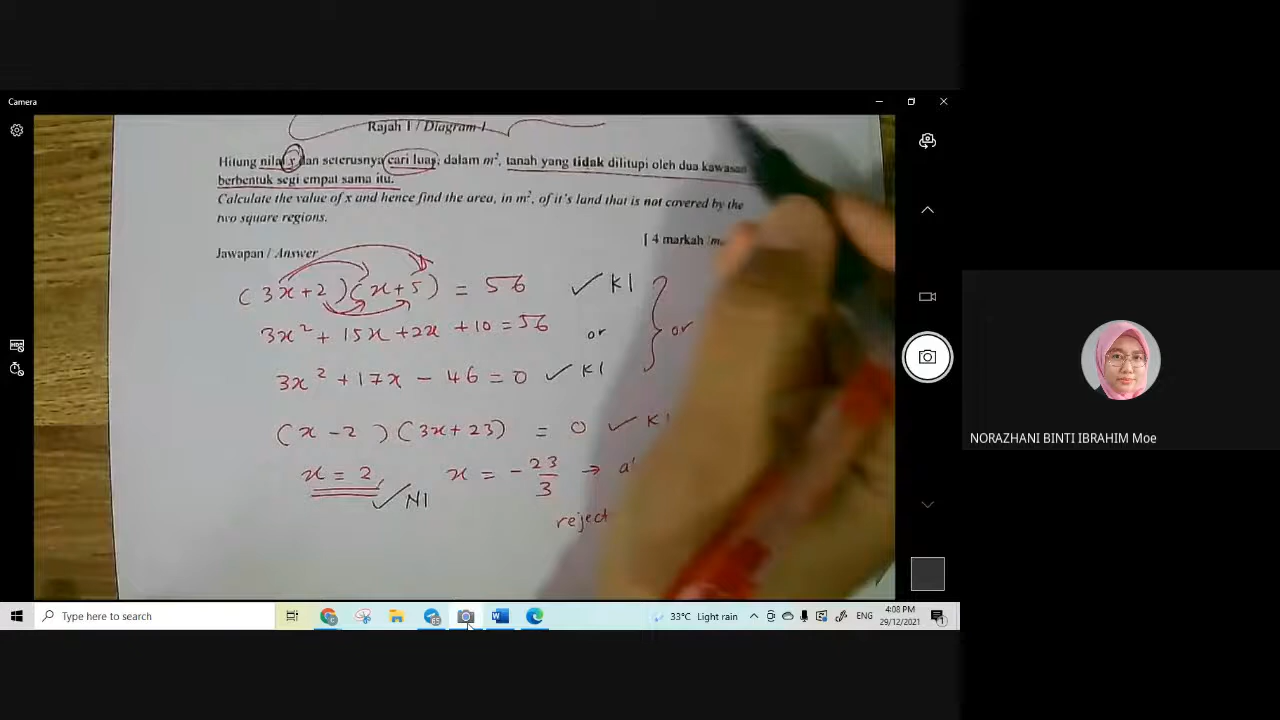 Camera
Rajah 1 / Diagram 1
Hitung nilai x dan seterusnya cari luas, dalam m², tanah yang tidak dilitupi oleh dua kawasan
berbentuk segi empat sama itu.
Calculate the value of x and hence find the area, in m², of it's land that is not covered by the
two square regions.
[ 4 markah
Jawapan / Answer
(3x+2)(x+5) = 56 ✓ K1
3x² + 15x + 2x + 10 = 56 or or
3x² + 17x - 46 = 0 ✓ K1
(x - 2)(3x + 23) = 0 ✓ K1
x = 2, x = -23/3 →
✓ N1
reject
NORAZHANI BINTI IBRAHIM Moe
Type here to search
33°C Light rain
ENG
4:08 PM
29/12/2021